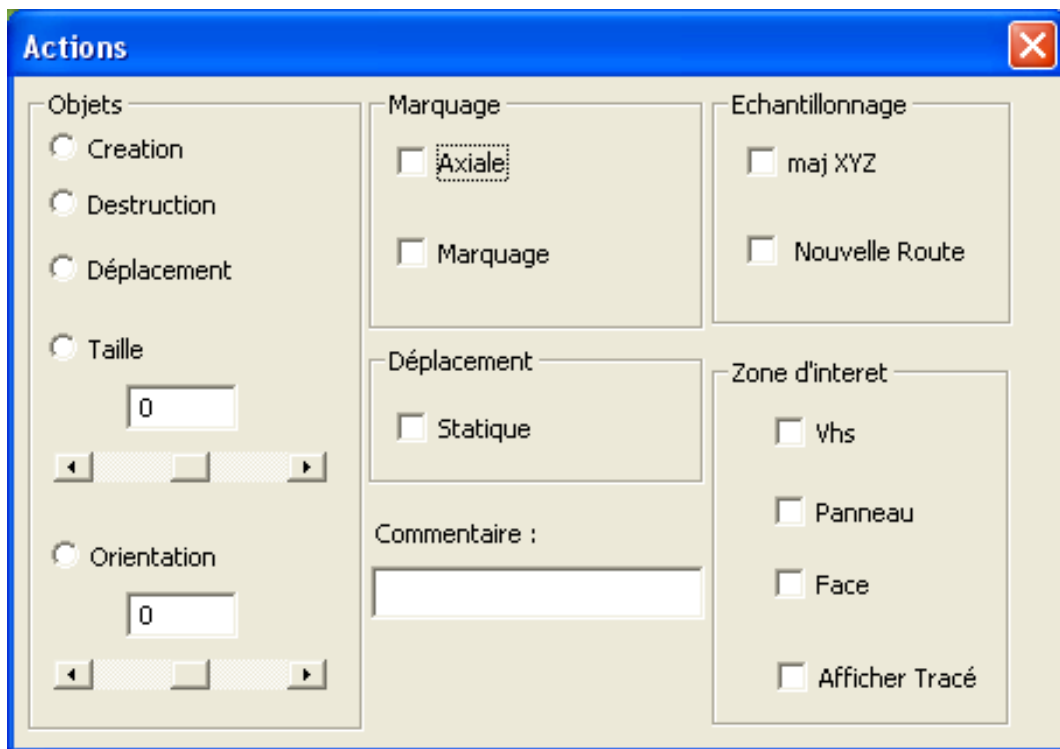 Actions
Objets
Creation
Destruction
Déplacement
Taille
0
Orientation
0
Marquage
Axiale
Marquage
Déplacement
Statique
Commentaire :
Echantillonnage
maj XYZ
Nouvelle Route
Zone d'interet
Vhs
Panneau
Face
Afficher Tracé